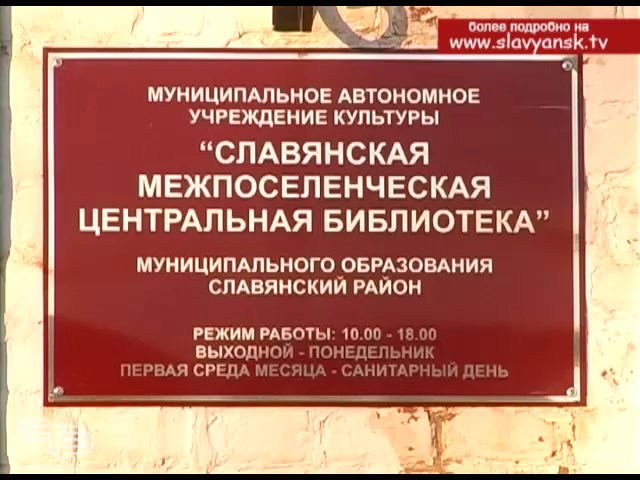 более подробно на
www.slavyansk.tv
МУНИЦИПАЛЬНОЕ АВТОНОМНОЕ
УЧРЕЖДЕНИЕ КУЛЬТУРЫ
“СЛАВЯНСКАЯ
МЕЖПОСЕЛЕНЧЕСКАЯ
ЦЕНТРАЛЬНАЯ БИБЛИОТЕКА”
МУНИЦИПАЛЬНОГО ОБРАЗОВАНИЯ
СЛАВЯНСКИЙ РАЙОН
РЕЖИМ РАБОТЫ: 10.00 - 18.00
ВЫХОДНОЙ - ПОНЕДЕЛЬНИК
ПЕРВАЯ СРЕДА МЕСЯЦА - САНИТАРНЫЙ ДЕНЬ